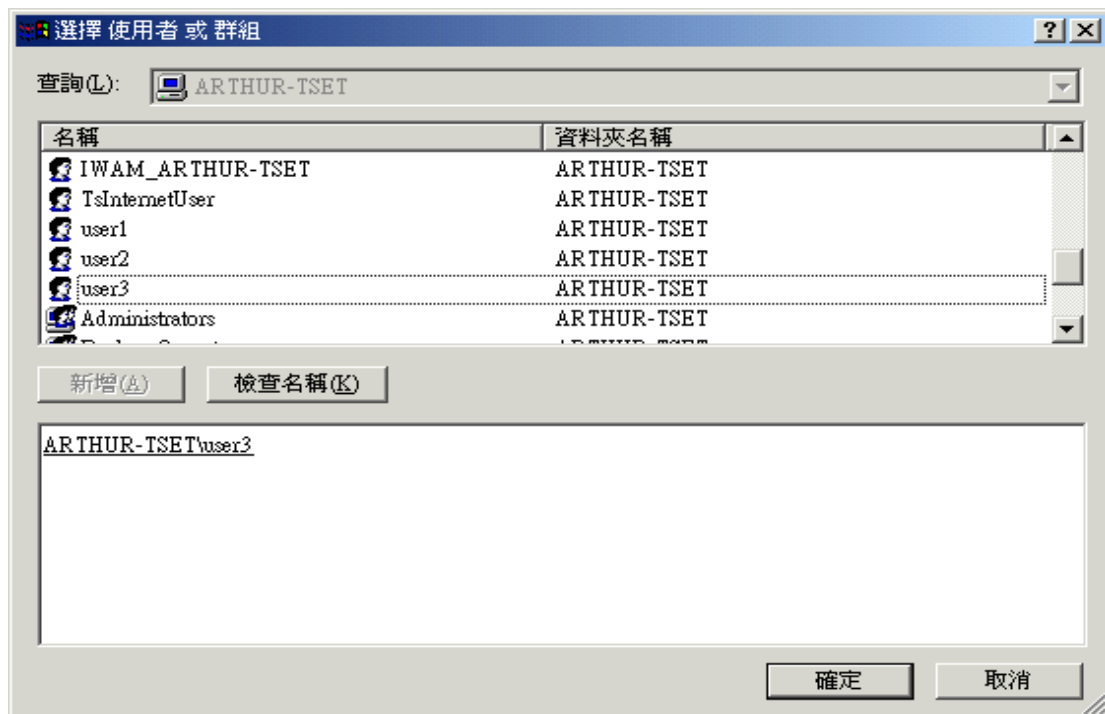 選擇 使用者 或 群組
查詢(L): ARTHUR-TSET
名稱 資料夾名稱
IWAM_ARTHUR-TSET ARTHUR-TSET
TsInternetUser ARTHUR-TSET
user1 ARTHUR-TSET
user2 ARTHUR-TSET
user3 ARTHUR-TSET
Administrators ARTHUR-TSET
新增(A) 檢查名稱(K)
ARTHUR-TSET\user3
確定 取消